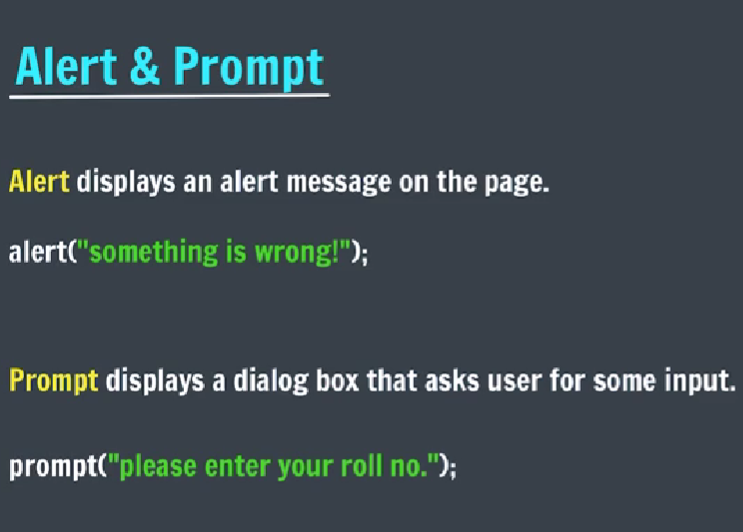 Alert & Prompt
Alert displays an alert message on the page.
alert("something is wrong!");
Prompt displays a dialog box that asks user for some input.
prompt("please enter your roll no.");